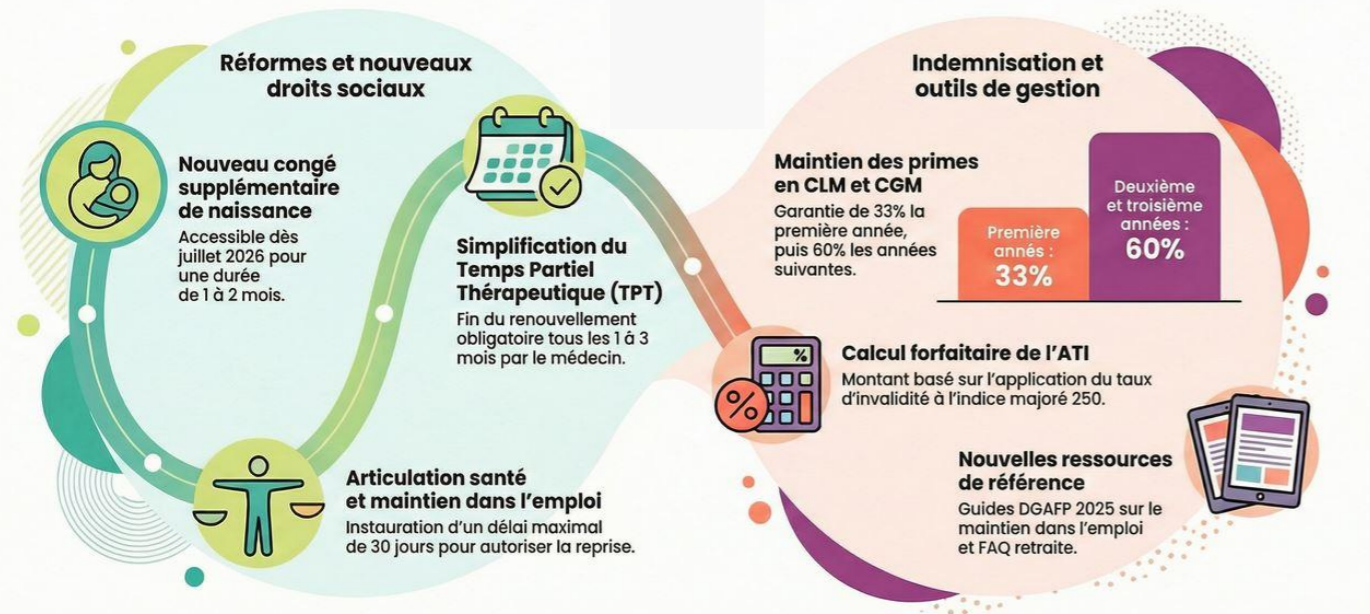 Réformes et nouveaux
droits sociaux
Nouveau congé
supplémentaire
de naissance
Accessible dès
juillet 2026 pour
une durée
de 1 à 2 mois.
Simplification du
Temps Partiel
Thérapeutique (TPT)
Fin du renouvellement
obligatoire tous les 1 á 3
mois par le médecin.
Articulation santé
et maintien dans l'emploi
Instauration d'un délai maximal
de 30 jours pour autoriser la reprise.
Indemnisation et
outils de gestion
Maintien des primes
en CLM et CGM
Garantie de 33% la
première année,
puis 60% les années
suivantes.
Première
annés :
33%
Deuxième
et troisième
années :
60%
%
%
Calcul forfaitaire de l'ATI
Montant basé sur l'application du taux
d'invalidité à l'indice majoré 250.
Nouvelles ressources
de référence
Guides DGAFP 2025 sur le
maintien dans l'emploi
et FAQ retraite.